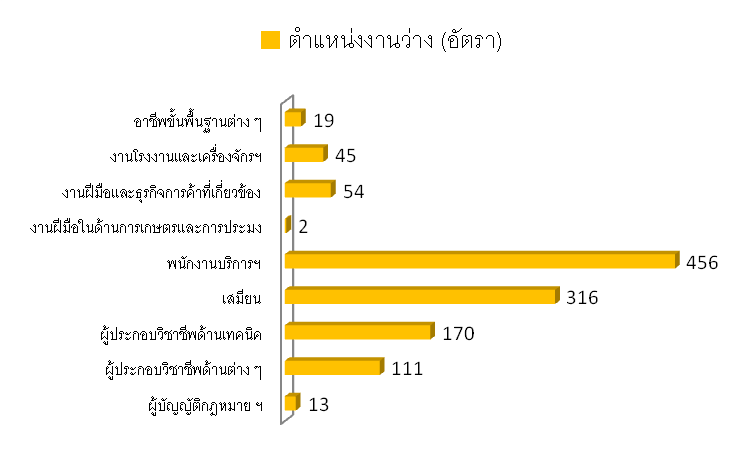 ตำแหน่งงานว่าง (อัตรา)
อาชีพขั้นพื้นฐานต่าง ๆ 19
งานโรงงานและเครื่องจักรฯ 45
งานฝีมือและธุรกิจการค้าที่เกี่ยวข้อง 54
งานฝีมือในด้านการเกษตรและการประมง 2
พนักงานบริการฯ 456
เสมียน 316
ผู้ประกอบวิชาชีพด้านเทคนิค 170
ผู้ประกอบวิชาชีพด้านต่าง ๆ 111
ผู้บัญญัติกฎหมาย ฯ 13